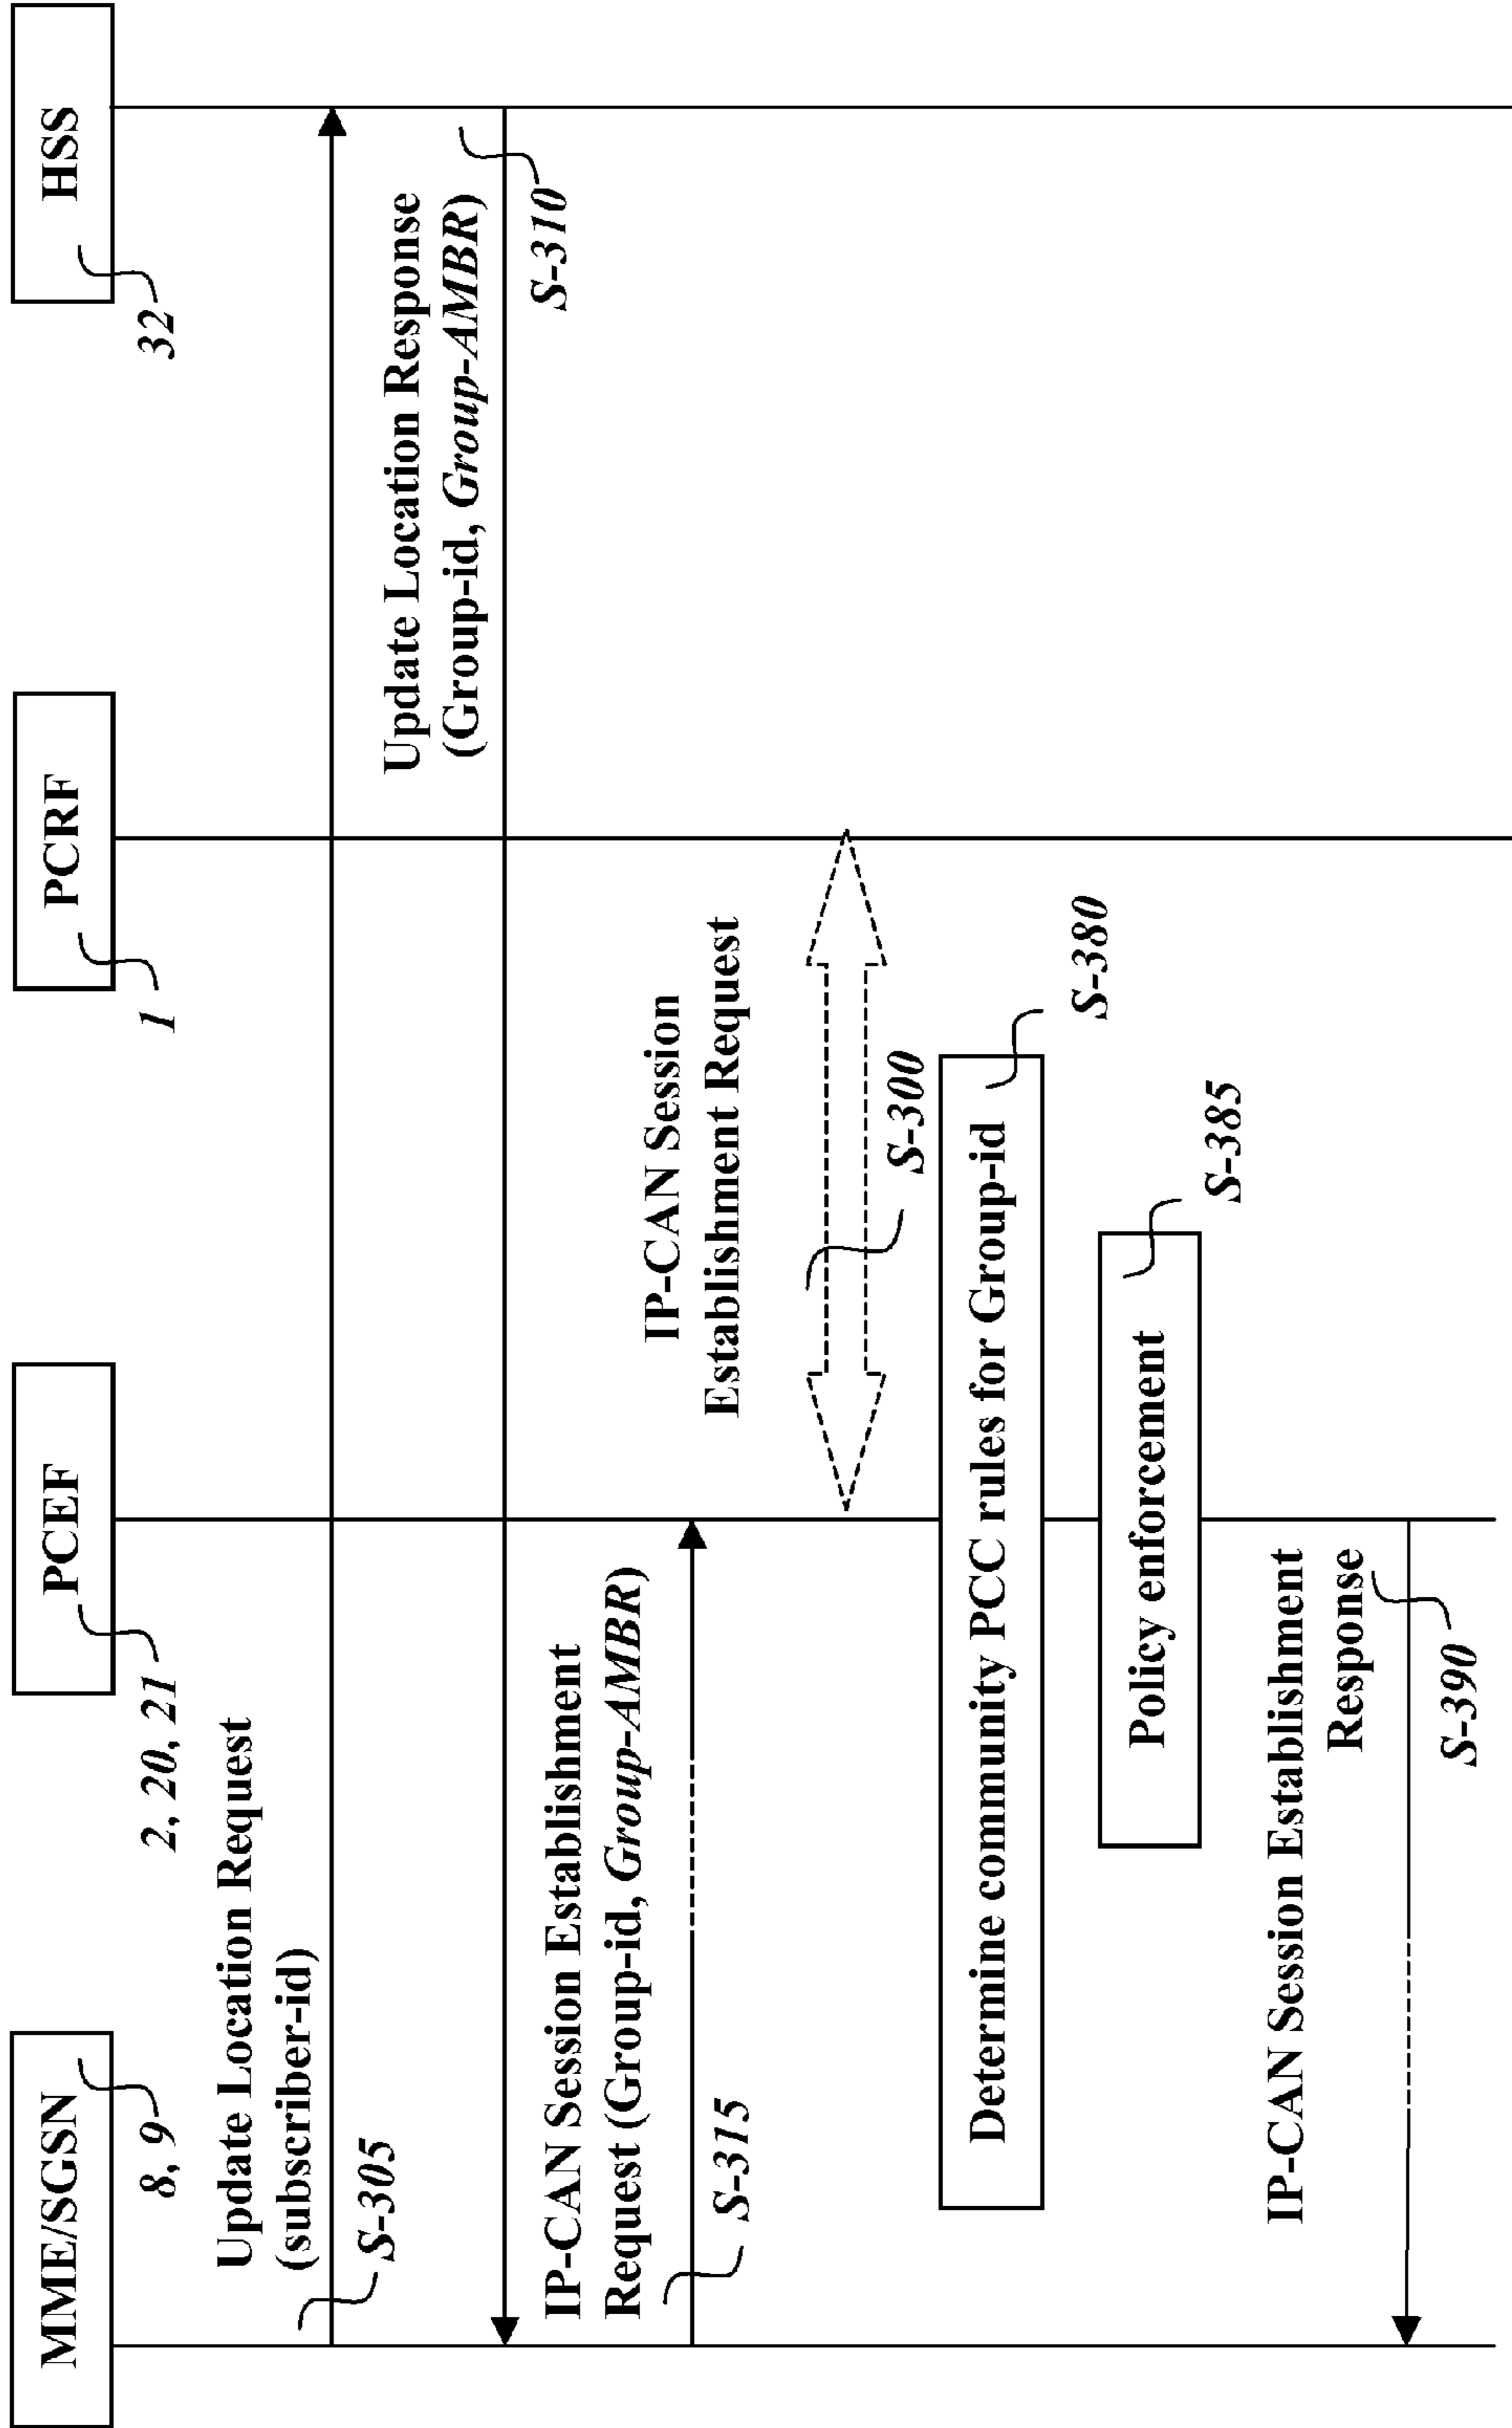 MME/SGSN
PCEF
PCRF
HSS
8, 9
2, 20, 21
1
32
Update Location Request
(subscriber-id)
S-305
Update Location Response
(Group-id, Group-AMBR)
S-310
IP-CAN Session Establishment
Request (Group-id, Group-AMBR)
S-315
IP-CAN Session
Establishment Request
S-300
Determine community PCC rules for Group-id
S-380
Policy enforcement
S-385
IP-CAN Session Establishment
Response
S-390